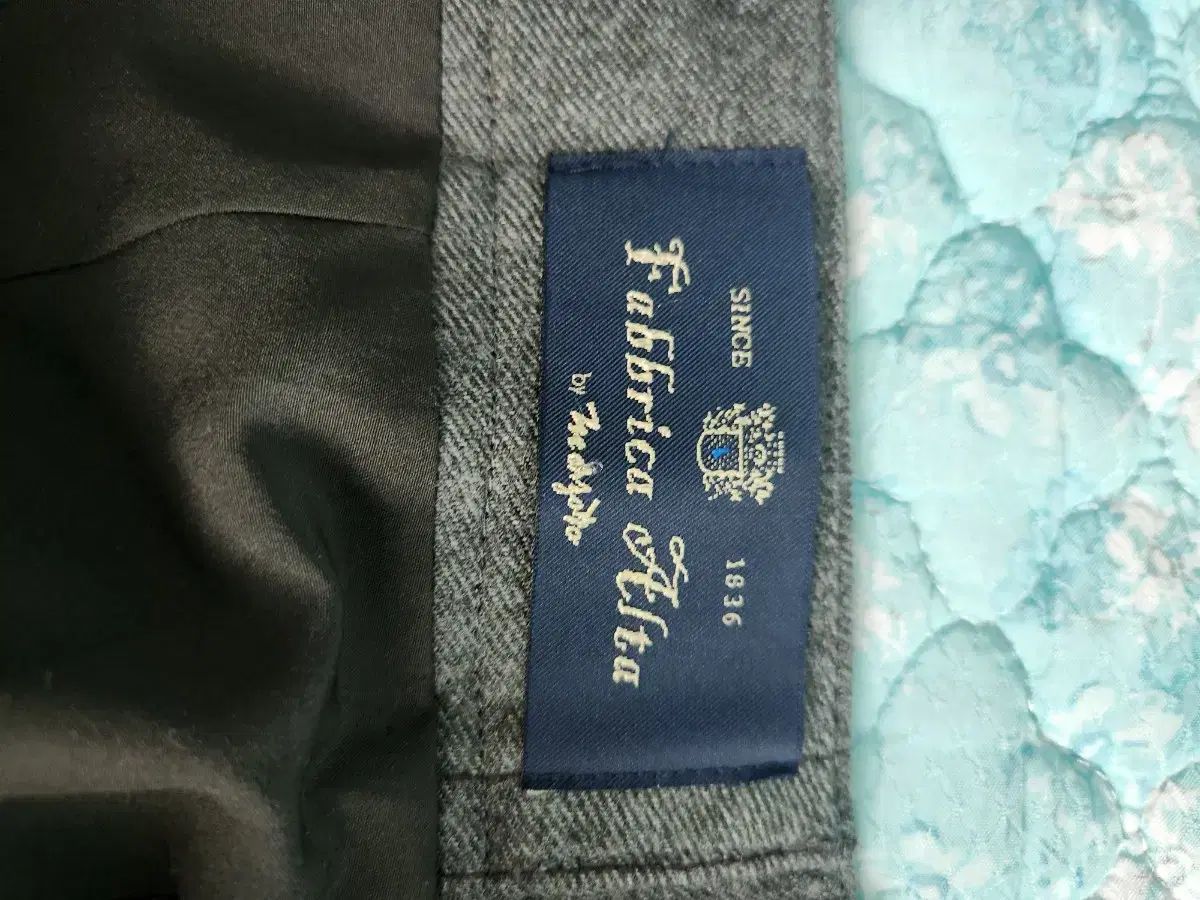 SINCE 1836
Fabbrica Alta
by